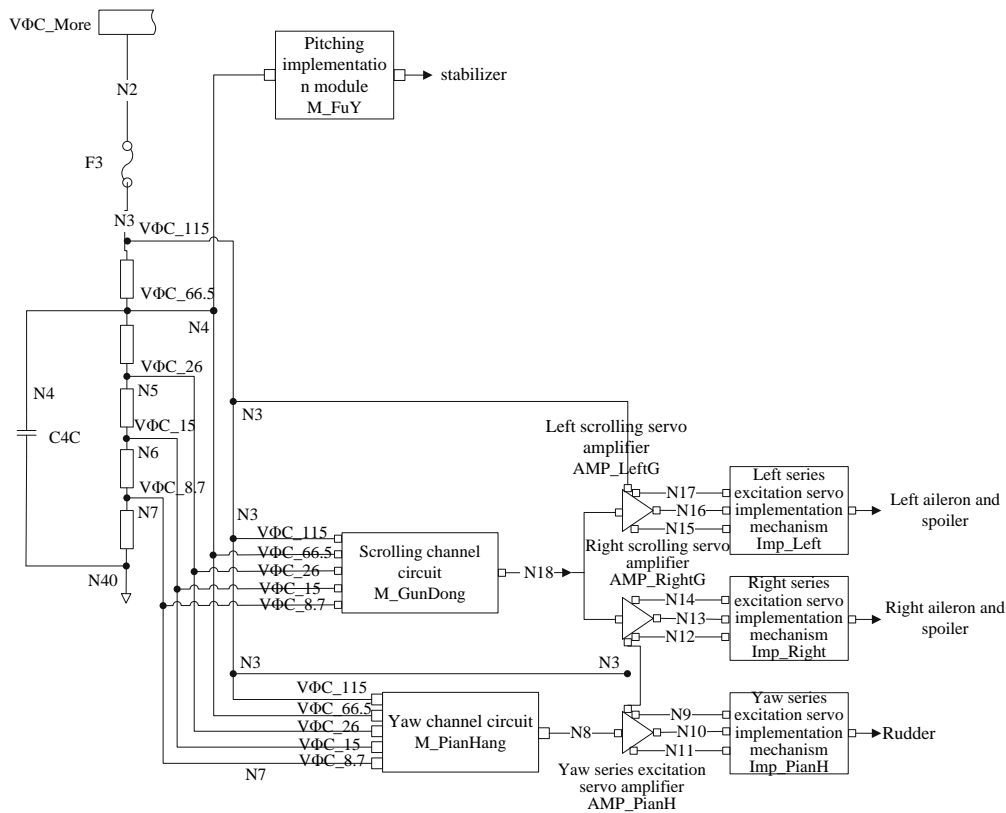 VΦC_More
Pitching
implementatio
n module
M_FuY
stabilizer
N2
F3
N3
VΦC_115
VΦC_66.5
N4
VΦC_26
N4
N5
C4C
VΦC_15
N6
VΦC_8.7
N7
N40
N3
Left scrolling servo
amplifier
AMP_LeftG
N17
N16
N15
Left series
excitation servo
implementation
mechanism
Imp_Left
Left aileron and
spoiler
N3
VΦC_115
VΦC_66.5
VΦC_26
VΦC_15
VΦC_8.7
Scrolling channel
circuit
M_GunDong
N18
Right scrolling servo
amplifier
AMP_RightG
N14
N13
N12
Right series
excitation servo
implementation
mechanism
Imp_Right
Right aileron and
spoiler
N3
N3
VΦC_115
VΦC_66.5
VΦC_26
VΦC_15
VΦC_8.7
N7
Yaw channel circuit
M_PianHang
N8
N9
N10
N11
Yaw series
excitation servo
implementation
mechanism
Imp_PianH
Rudder
Yaw series excitation
servo amplifier
AMP_PianH